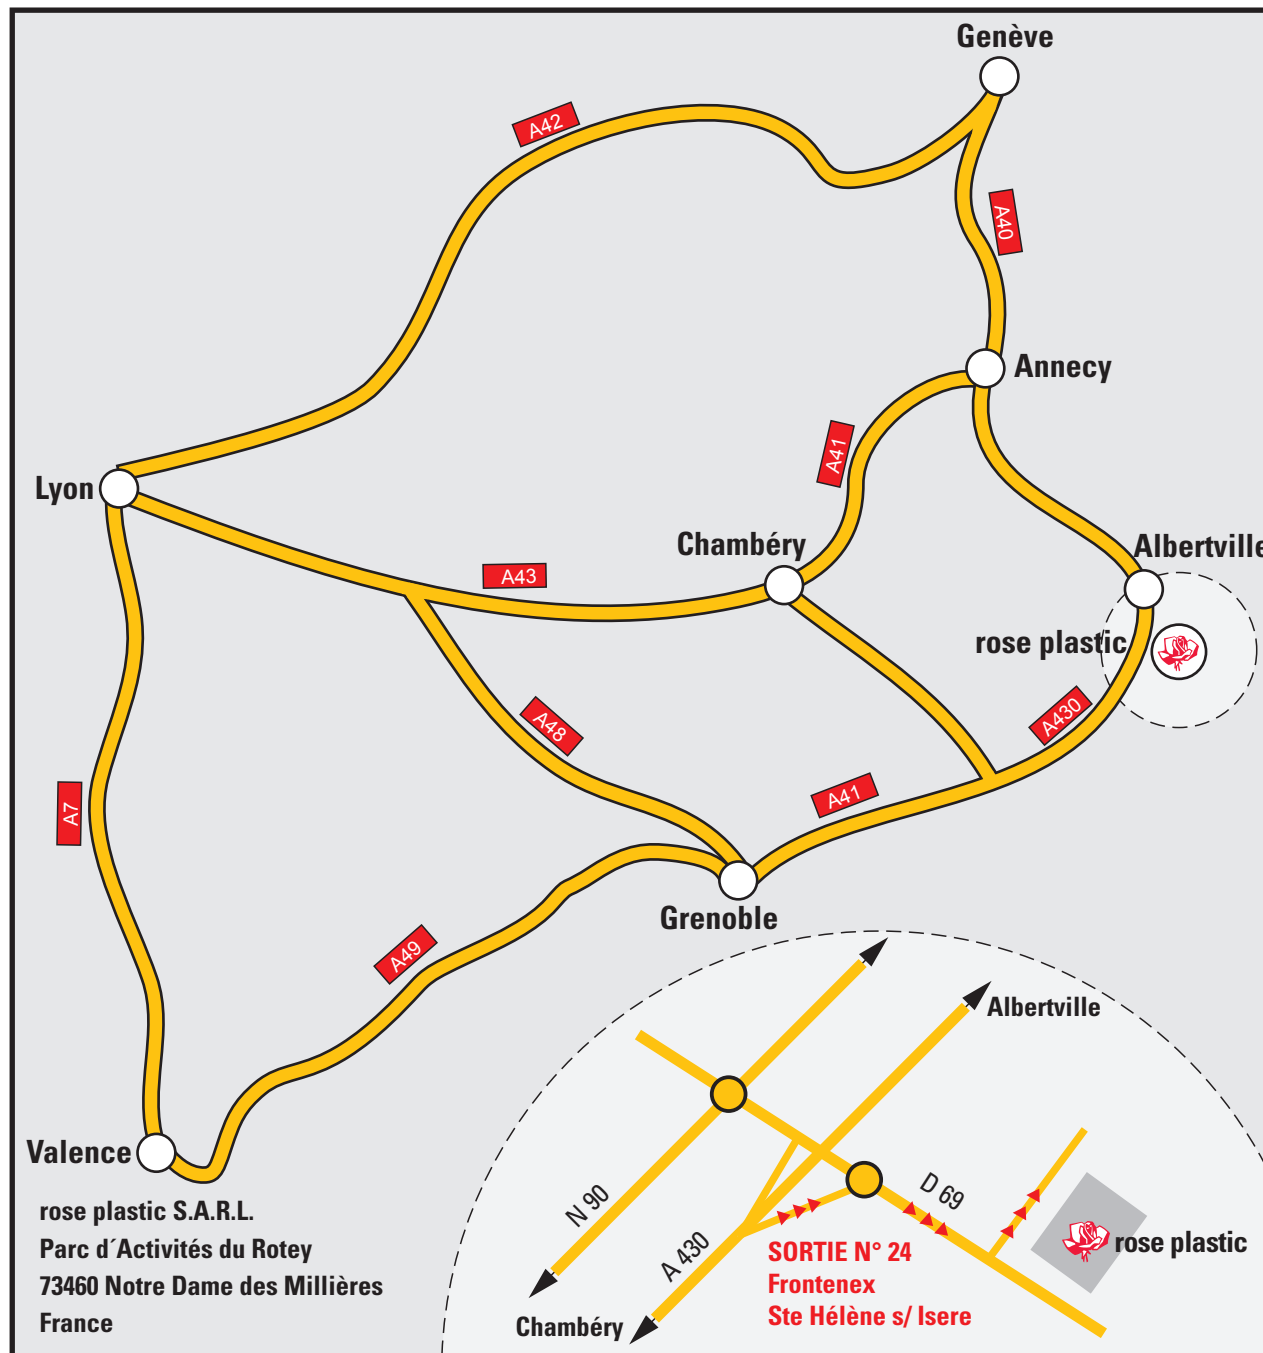 Genève
A42
A40
Annecy
A41
Lyon
Chambéry
Albertville
A43
rose plastic
A430
A48
A41
A7
Grenoble
A49
Albertville
Valence
D 69
N 90
A 430
rose plastic
SORTIE N° 24
Frontenex
Ste Hélène s/ Isere
Chambéry
rose plastic S.A.R.L.
Parc d´Activités du Rotey
73460 Notre Dame des Millières
France